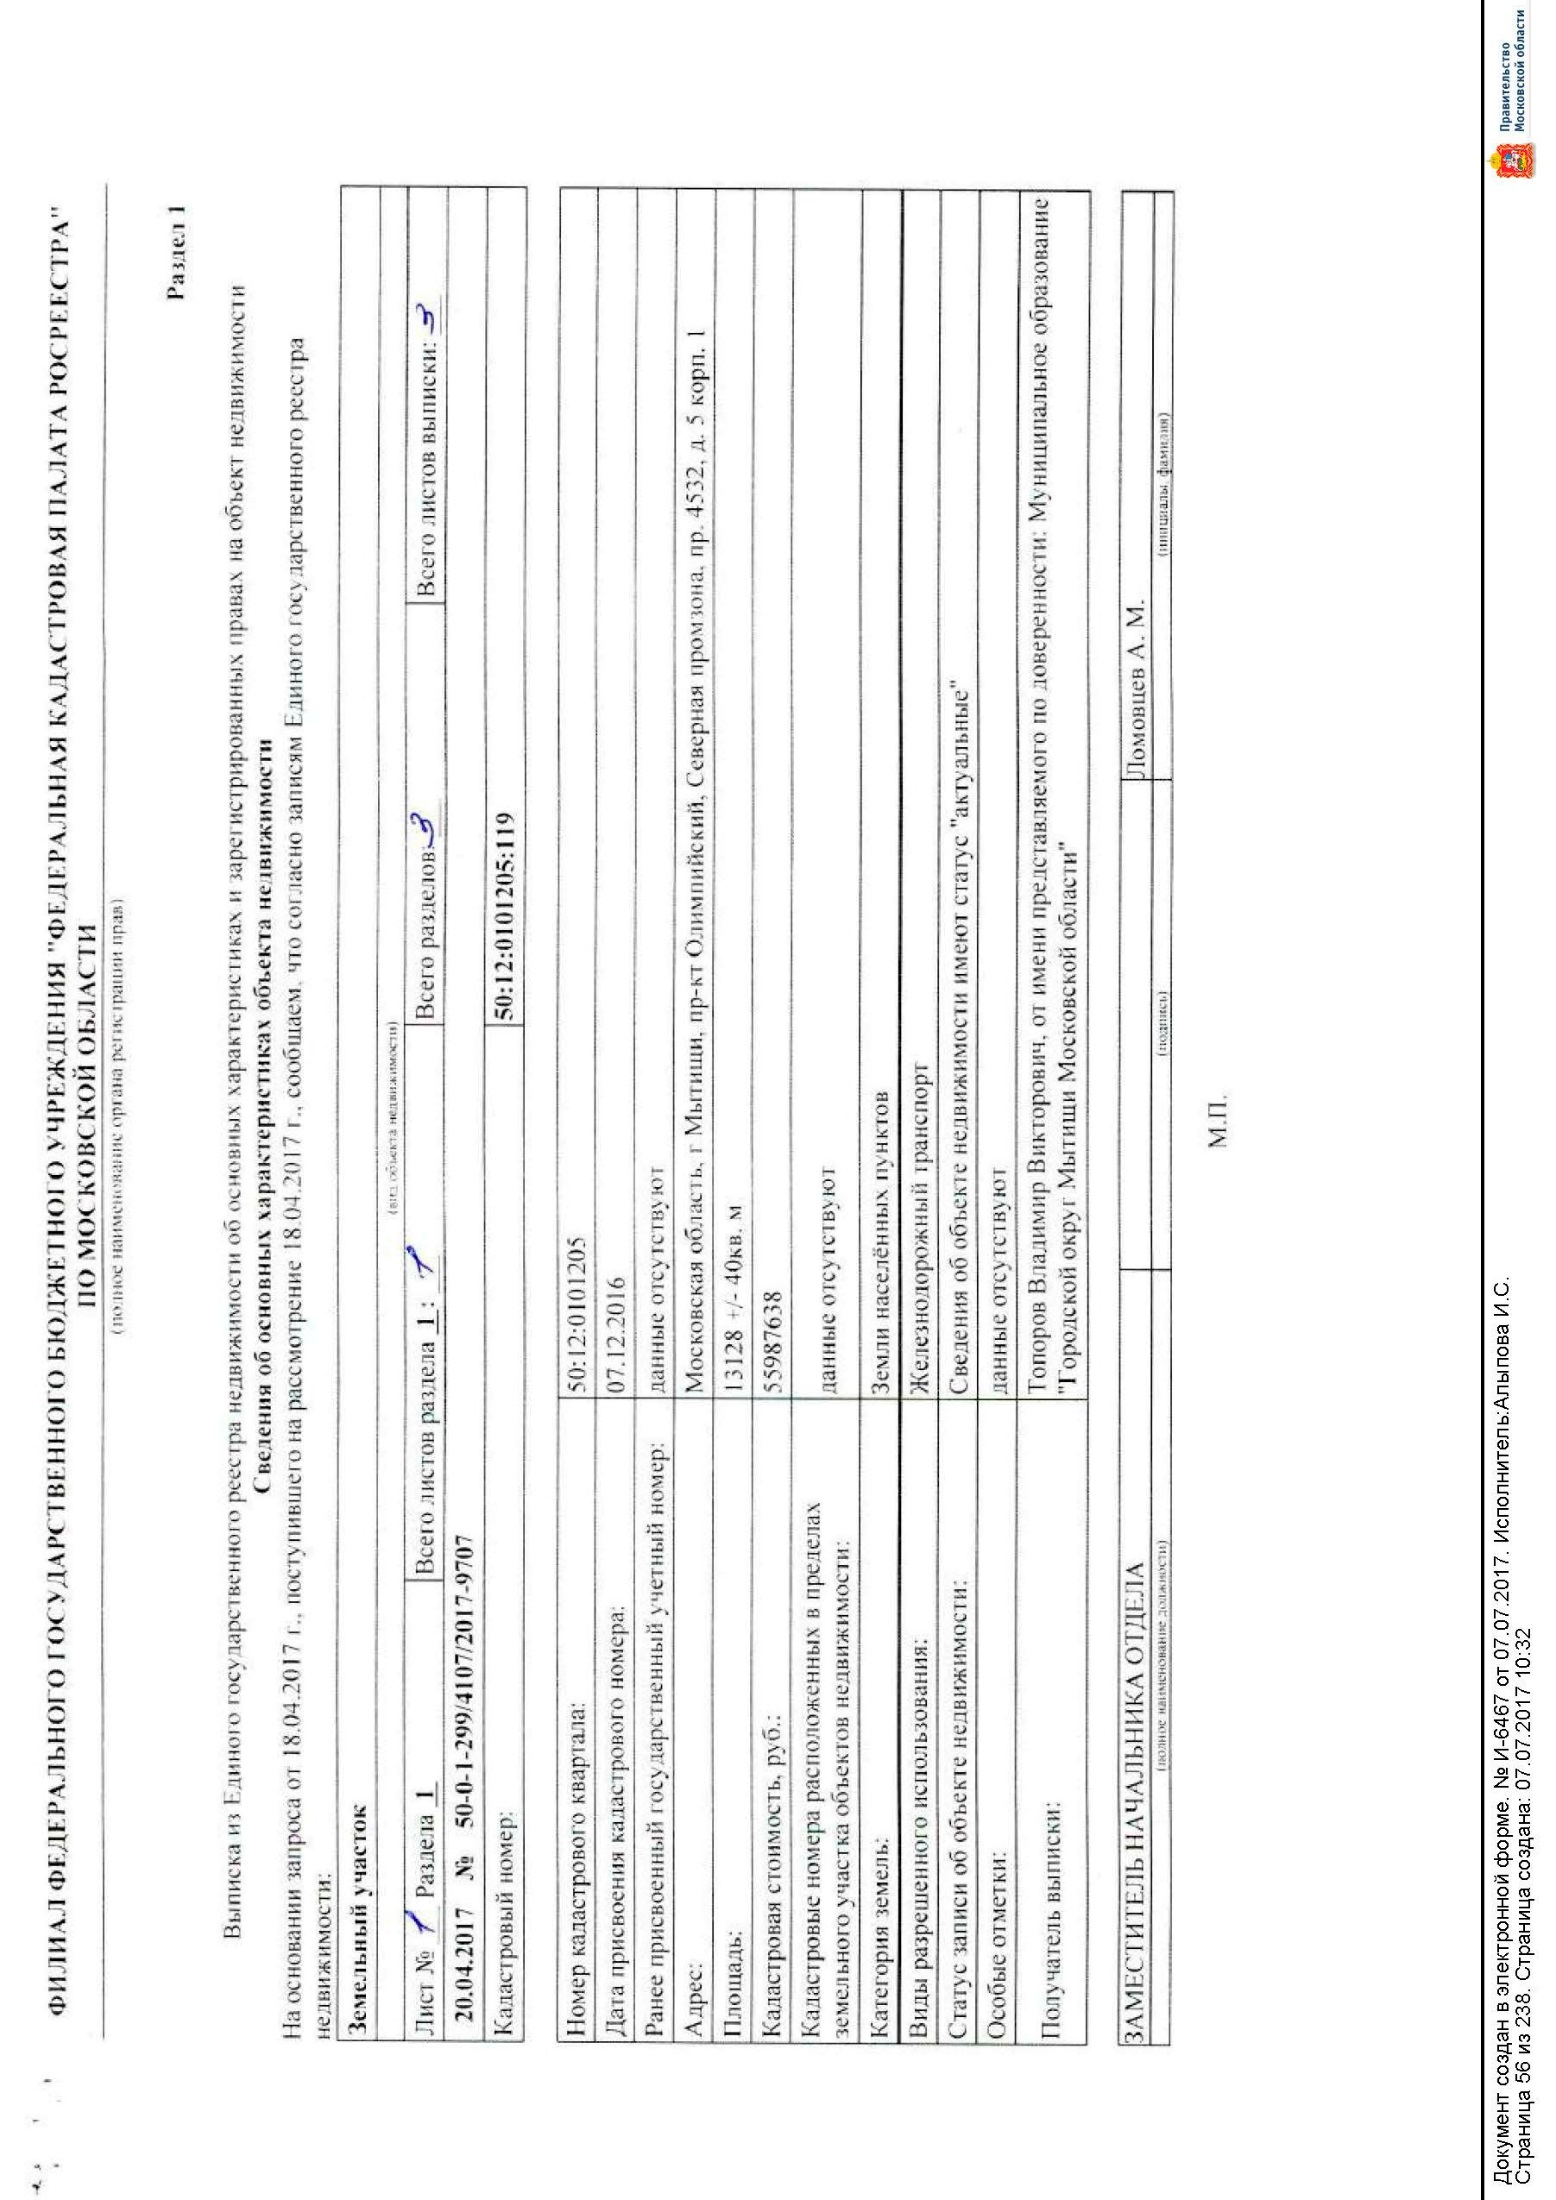 ФИЛИАЛ ФЕДЕРАЛЬНОГО ГОСУДАРСТВЕННОГО БЮДЖЕТНОГО УЧРЕЖДЕНИЯ "ФЕДЕРАЛЬНАЯ КАДАСТРОВАЯ ПАЛАТА РОСРЕЕСТРА"
ПО МОСКОВСКОЙ ОБЛАСТИ
(полное наименование органа регистрации прав)
Раздел 1
Выписка из Единого государственного реестра недвижимости об основных характеристиках и зарегистрированных правах на объект недвижимости
Сведения об основных характеристиках объекта недвижимости
На основании запроса от 18.04.2017 г., поступившего на рассмотрение 18.04.2017 г., сообщаем, что согласно записям Единого государственного реестра
недвижимости:
Земельный участок
(вид объекта недвижимости)
Лист № 1 Раздела 1 Всего листов раздела 1 : 1 Всего разделов: 3 Всего листов выписки: 3
20.04.2017 № 50-0-1-299/4107/2017-9707
Кадастровый номер: 50:12:0101205:119
Номер кадастрового квартала: 50:12:0101205
Дата присвоения кадастрового номера: 07.12.2016
Ранее присвоенный государственный учетный номер: данные отсутствуют
Адрес: Московская область, г Мытищи, пр-кт Олимпийский, Северная промзона, пр. 4532, д. 5 корп. 1
Площадь: 13128 +/- 40кв. м
Кадастровая стоимость, руб.: 55987638
Кадастровые номера расположенных в пределах
земельного участка объектов недвижимости: данные отсутствуют
Категория земель: Земли населённых пунктов
Виды разрешенного использования: Железнодорожный транспорт
Статус записи об объекте недвижимости: Сведения об объекте недвижимости имеют статус "актуальные"
Особые отметки: данные отсутствуют
Получатель выписки: Топоров Владимир Викторович, от имени представляемого по доверенности: Муниципальное образование
"Городской округ Мытищи Московской области"
ЗАМЕСТИТЕЛЬ НАЧАЛЬНИКА ОТДЕЛА Ломовцев А. М.
(полное наименование должности) (подпись) (инициалы, фамилия)
М.П.
Документ создан в электронной форме. № И-6467 от 07.07.2017. Исполнитель:Алыпова И.С.
Страница 56 из 238. Страница создана: 07.07.2017 10:32
Правительство
Московской области